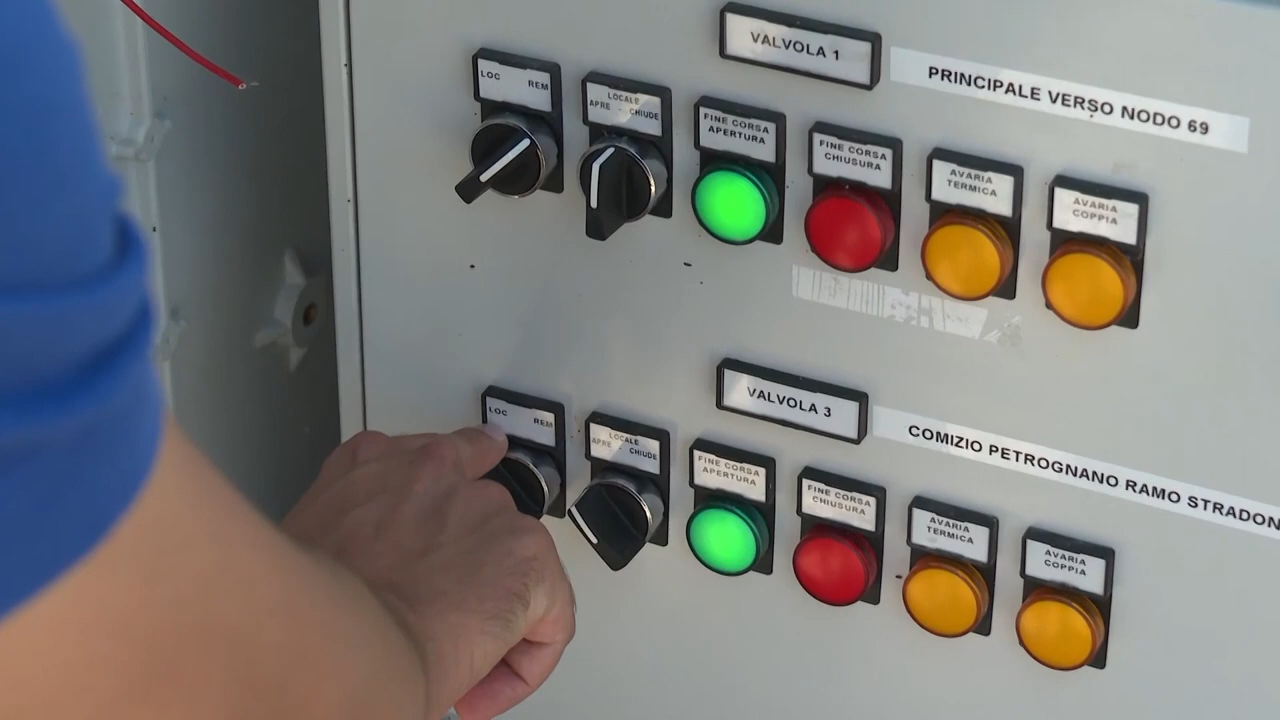 VALVOLA 1
PRINCIPALE VERSO NODO 69
LOC REM
LOCALE
APRE - CHIUDE
FINE CORSA
APERTURA
FINE CORSA
CHIUSURA
AVARIA
TERMICA
AVARIA
COPPIA
VALVOLA 3
COMIZIO PETROGNANO RAMO STRADON
LOC REM
LOCALE
APRE - CHIUDE
FINE CORSA
APERTURA
FINE CORSA
CHIUSURA
AVARIA
TERMICA
AVARIA
COPPIA